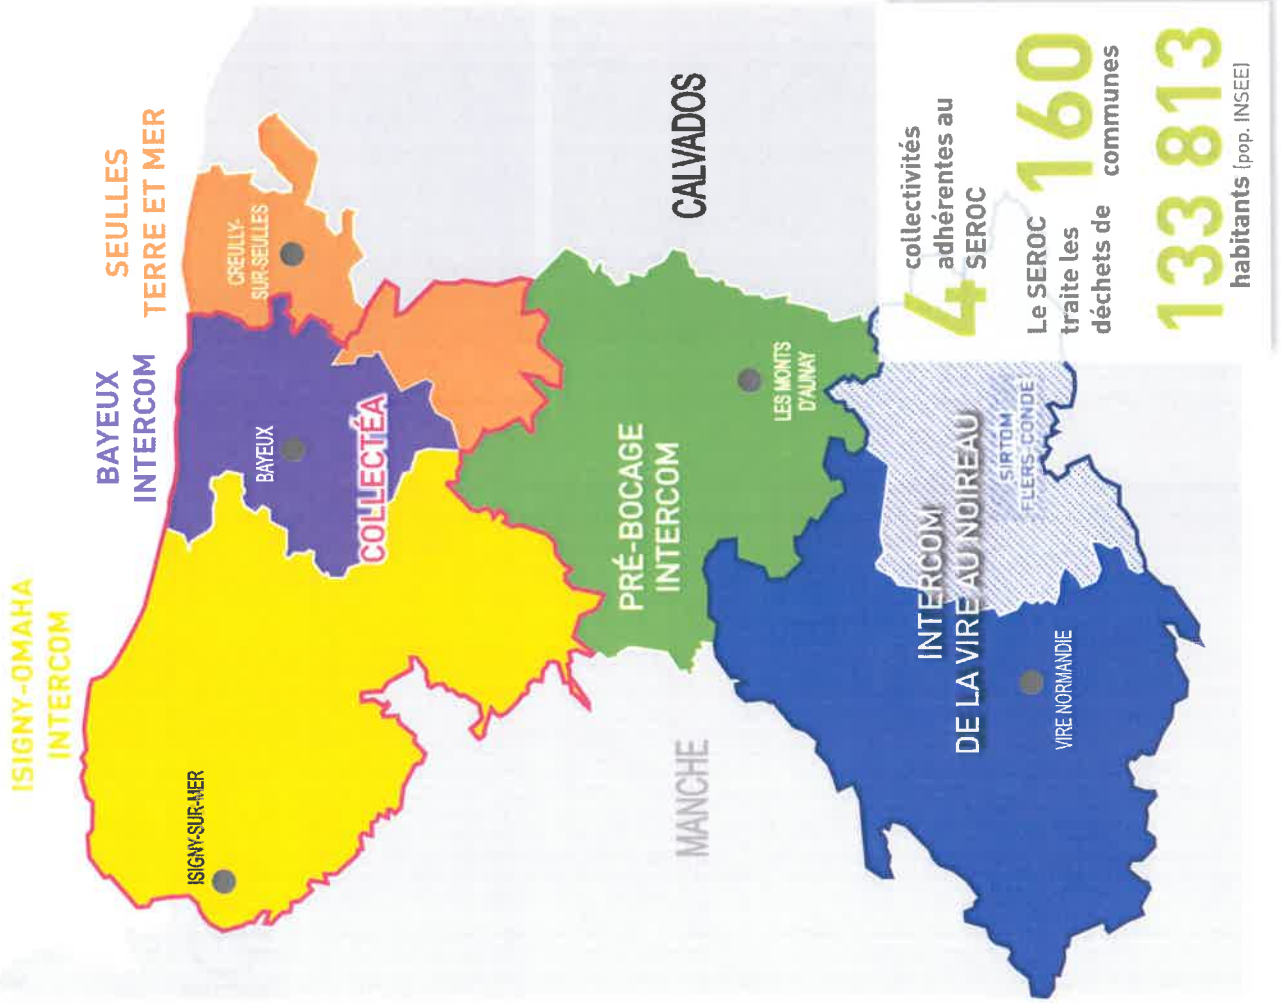 ISIGNY-OMAHA
INTERCOM
BAYEUX
INTERCOM
SEULLES
TERRE ET MER
ISIGNY-SUR-MER
BAYEUX
CREULLY-
SUR-SEULLES
COLLECTÉA
PRÉ-BOCAGE
INTERCOM
LES MONTS
D'AUNAY
MANCHE
CALVADOS
INTERCOM
DE LA VIRE AU NOIREAU
SIRTOM
FLERS-CONDÉ
VIRE NORMANDIE
4 collectivités
adhérentes au
SEROC
Le SEROC
traite les
déchets de
160
communes
133 813
habitants (pop. INSEE)